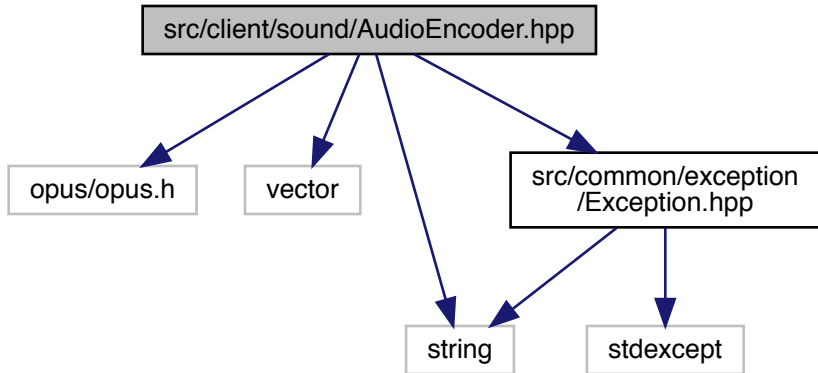 src/client/sound/AudioEncoder.hpp
opus/opus.h
vector
src/common/exception
/Exception.hpp
string
stdexcept